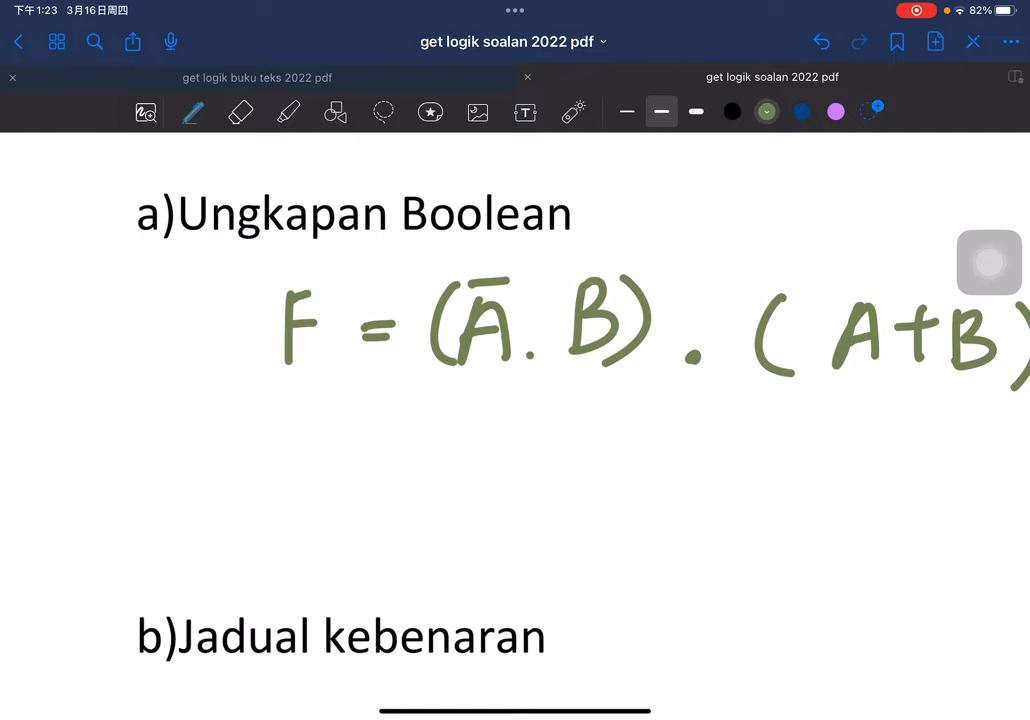 下午1:23 3月16日周四
82%
get logik soalan 2022 pdf
get logik buku teks 2022 pdf
get logik soalan 2022 pdf
a)Ungkapan Boolean
F = (A̅ . B) . ( A+B )
b)Jadual kebenaran